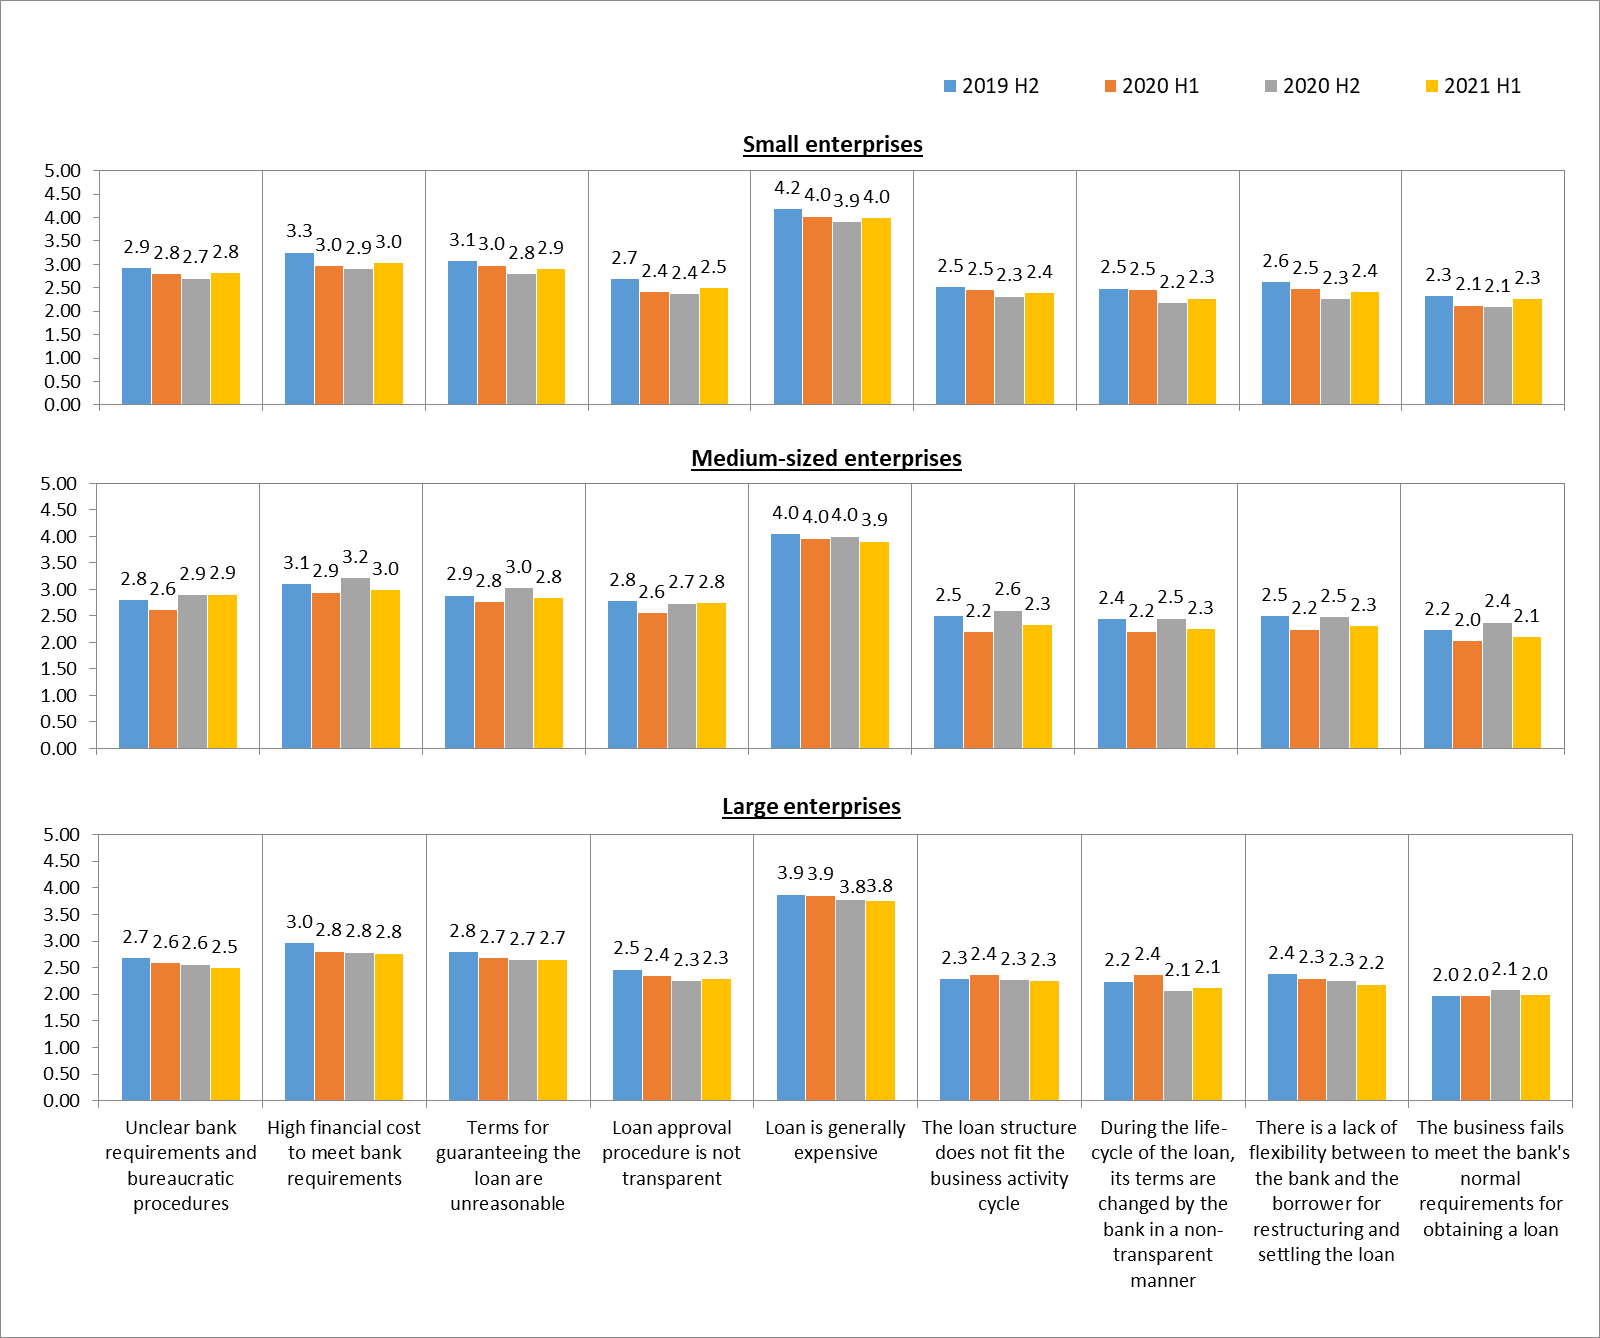 2019 H2 2020 H1 2020 H2 2021 H1
Small enterprises
5.00
4.50
4.00
3.50
3.00
2.50
2.00
1.50
1.00
0.50
0.00
2.9 2.8 2.7 2.8
3.3 3.0 2.9 3.0
3.1 3.0 2.8 2.9
2.7 2.4 2.4 2.5
4.2 4.0 3.9 4.0
2.5 2.5 2.3 2.4
2.5 2.5 2.2 2.3
2.6 2.5 2.3 2.4
2.3 2.1 2.1 2.3
Medium-sized enterprises
5.00
4.50
4.00
3.50
3.00
2.50
2.00
1.50
1.00
0.50
0.00
2.8 2.6 2.9 2.9
3.1 2.9 3.2 3.0
2.9 2.8 3.0 2.8
2.8 2.6 2.7 2.8
4.0 4.0 4.0 3.9
2.5 2.2 2.6 2.3
2.4 2.2 2.5 2.3
2.5 2.2 2.5 2.3
2.2 2.0 2.4 2.1
Large enterprises
5.00
4.50
4.00
3.50
3.00
2.50
2.00
1.50
1.00
0.50
0.00
2.7 2.6 2.6 2.5
3.0 2.8 2.8 2.8
2.8 2.7 2.7 2.7
2.5 2.4 2.3 2.3
3.9 3.9 3.8 3.8
2.3 2.4 2.3 2.3
2.2 2.4 2.1 2.1
2.4 2.3 2.3 2.2
2.0 2.0 2.1 2.0
Unclear bank
requirements and
bureaucratic
procedures
High financial cost
to meet bank
requirements
Terms for
guaranteeing the
loan are
unreasonable
Loan approval
procedure is not
transparent
Loan is generally
expensive
The loan structure
does not fit the
business activity
cycle
During the life-
cycle of the loan,
its terms are
changed by the
bank in a non-
transparent
manner
There is a lack of
flexibility between
the bank and the
borrower for
restructuring and
settling the loan
The business fails
to meet the bank's
normal
requirements for
obtaining a loan